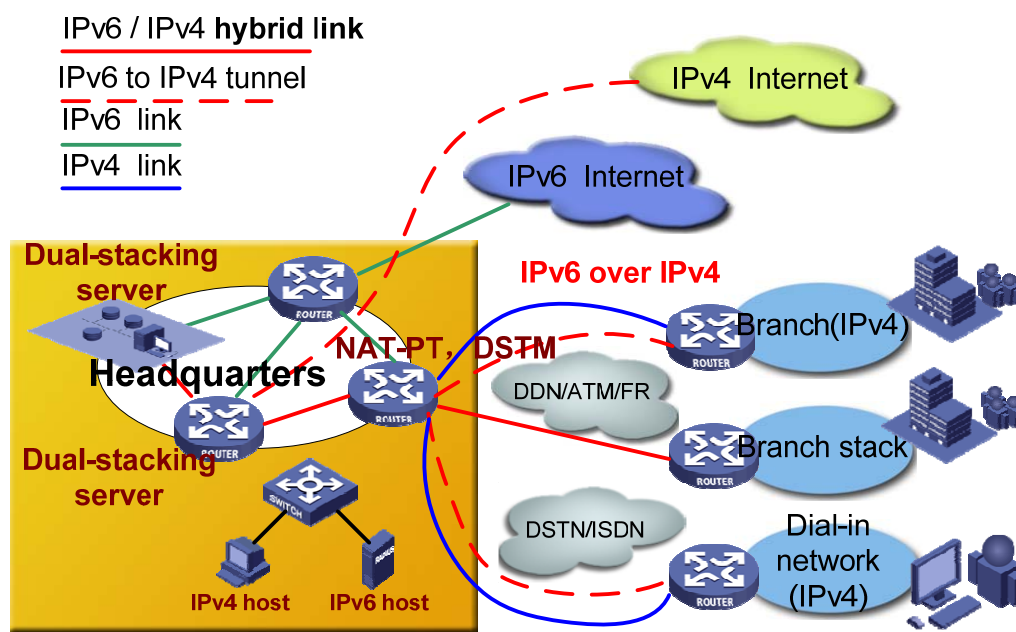 IPv6 / IPv4 hybrid link
IPv6 to IPv4 tunnel
IPv6 link
IPv4 link
IPv4 Internet
IPv6 Internet
Dual-stacking
server
ROUTER
IPv6 over IPv4
NAT-PT，DSTM
Headquarters
ROUTER
ROUTER
Dual-stacking
server
SWITCH
IPv4 host
IPv6 host
DDN/ATM/FR
DSTN/ISDN
ROUTER
Branch(IPv4)
ROUTER
Branch stack
ROUTER
Dial-in
network
(IPv4)